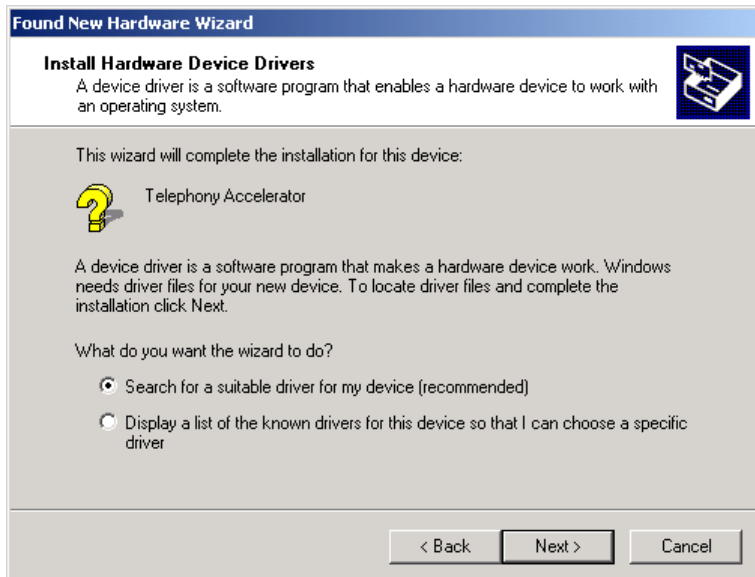 Found New Hardware Wizard
Install Hardware Device Drivers
A device driver is a software program that enables a hardware device to work with
an operating system.
This wizard will complete the installation for this device:
Telephony Accelerator
A device driver is a software program that makes a hardware device work. Windows
needs driver files for your new device. To locate driver files and complete the
installation click Next.
What do you want the wizard to do?
Search for a suitable driver for my device (recommended)
Display a list of the known drivers for this device so that I can choose a specific
driver
< Back
Next >
Cancel